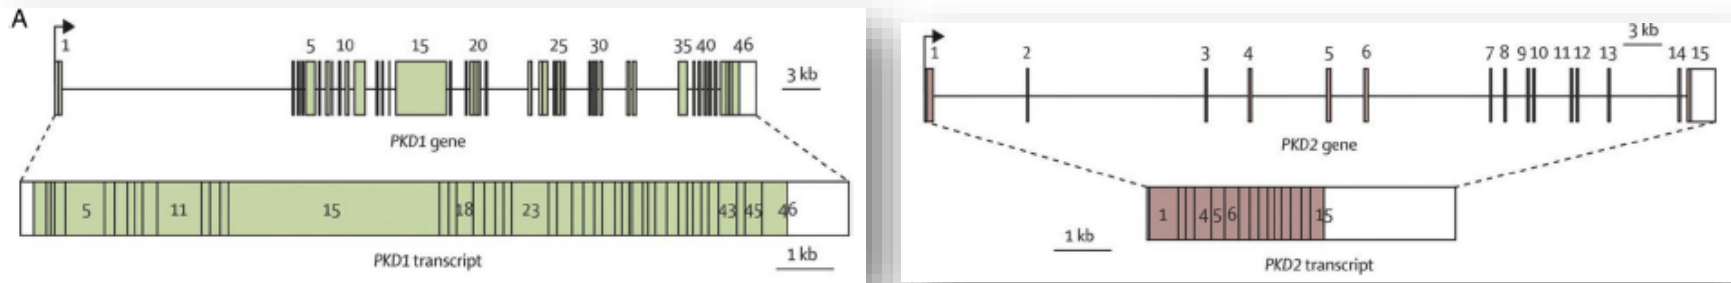 A
1 5 10 15 20 25 30 35 40 46
3 kb
PKD1 gene
5 11 15 18 23 43 45 46
1 kb
PKD1 transcript
3 kb
1 2 3 4 5 6 7 8 9 10 11 12 13 14 15
PKD2 gene
1 4 5 6 15
1 kb
PKD2 transcript